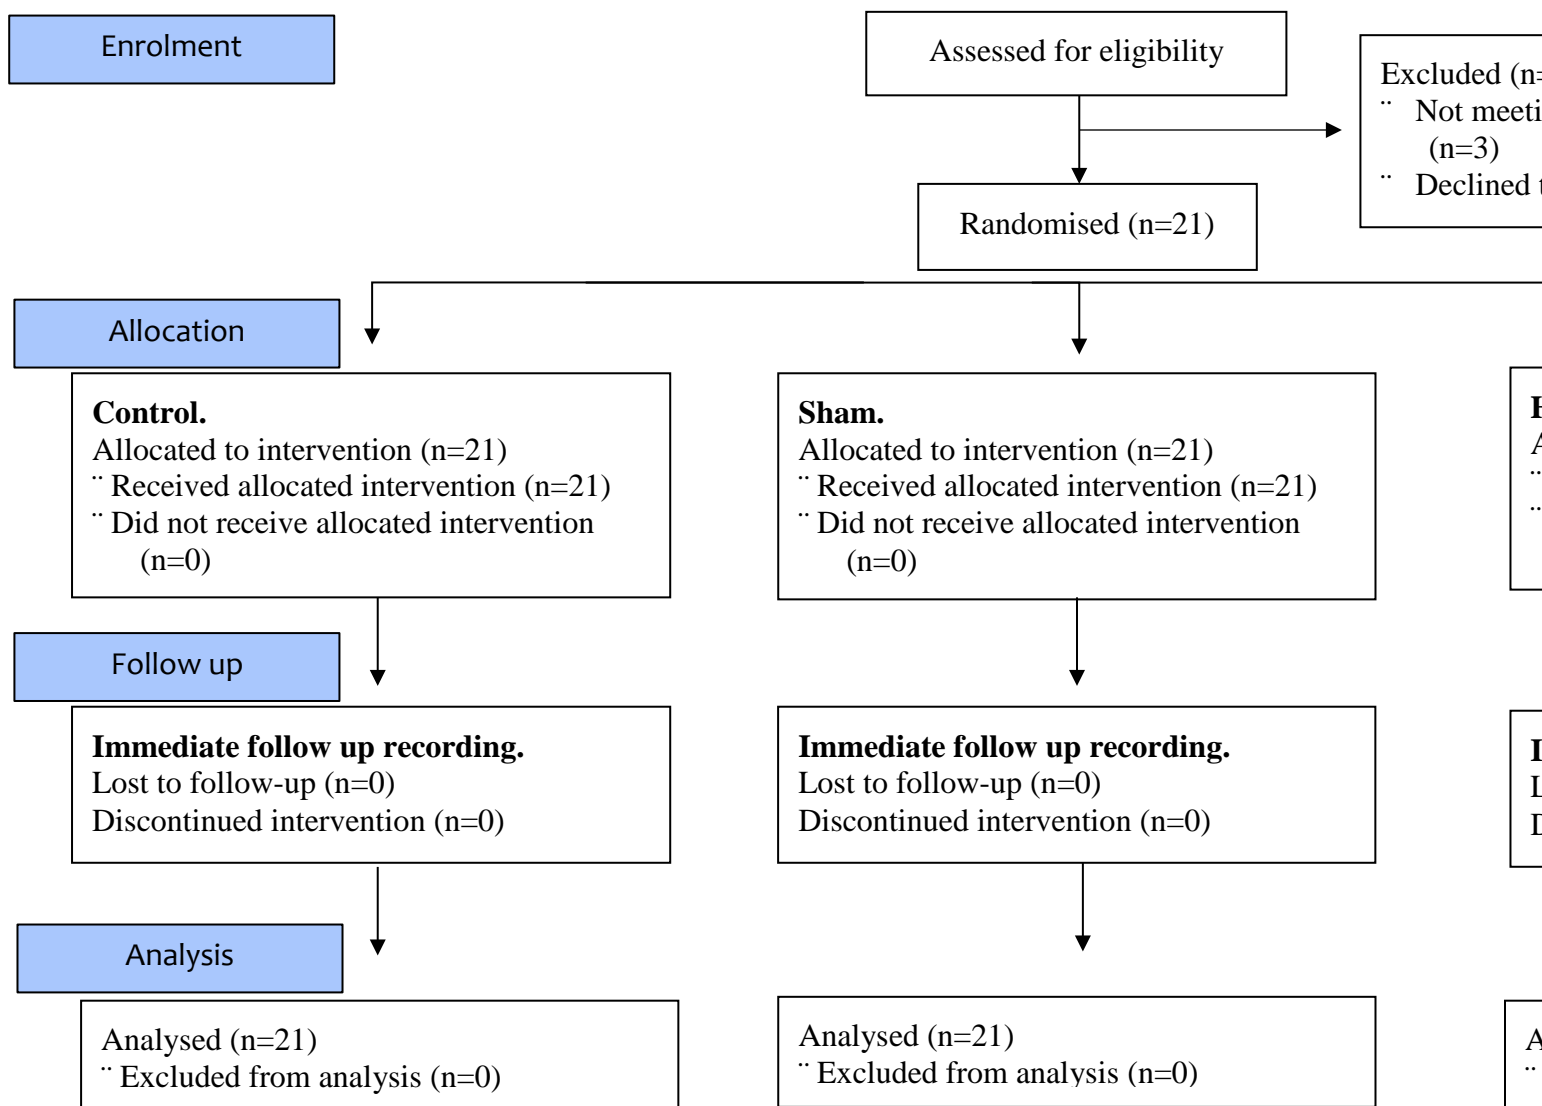 Enrolment
Assessed for eligibility
Excluded (n=
¨ Not
(n=3)
¨ Declined
Randomised (n=21)
Allocation
Control.
Allocated to intervention (n=21)
¨ Received allocated intervention (n=21)
¨ Did not receive allocated intervention
(n=0)
Sham.
Allocated to intervention (n=21)
¨ Received allocated intervention (n=21)
¨ Did not receive allocated intervention
(n=0)
Follow up
Immediate follow up recording.
Lost to follow-up (n=0)
Discontinued intervention (n=0)
Immediate follow up recording.
Lost to follow-up (n=0)
Discontinued intervention (n=0)
Analysis
Analysed (n=21)
¨ Excluded from analysis (n=0)
Analysed (n=21)
¨ Excluded from analysis (n=0)